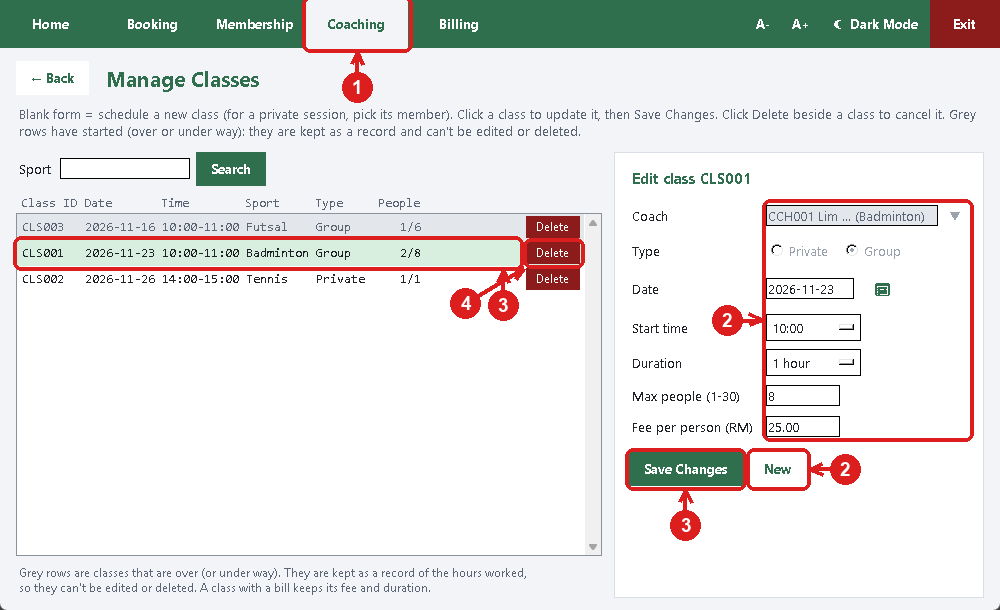 Home Booking Membership Coaching Billing A- A+ ☾ Dark Mode Exit
1
← Back Manage Classes
Blank form = schedule a new class (for a private session, pick its member). Click a class to update it, then Save Changes. Click Delete beside a class to cancel it. Grey
rows have started (over or under way): they are kept as a record and can't be edited or deleted.
Sport Search
Class ID Date Time Sport Type People
CLS003 2026-11-16 10:00-11:00 Futsal Group 1/6 Delete
CLS001 2026-11-23 10:00-11:00 Badminton Group 2/8 Delete
CLS002 2026-11-26 14:00-15:00 Tennis Private 1/1 Delete
4 3
Grey rows are classes that are over (or under way). They are kept as a record of the hours worked,
so they can't be edited or deleted. A class with a bill keeps its fee and duration.
Edit class CLS001
Coach CCH001 Lim ... (Badminton)
Type Private Group
Date 2026-11-23
2
Start time 10:00
Duration 1 hour
Max people (1-30) 8
Fee per person (RM) 25.00
Save Changes New 2
3